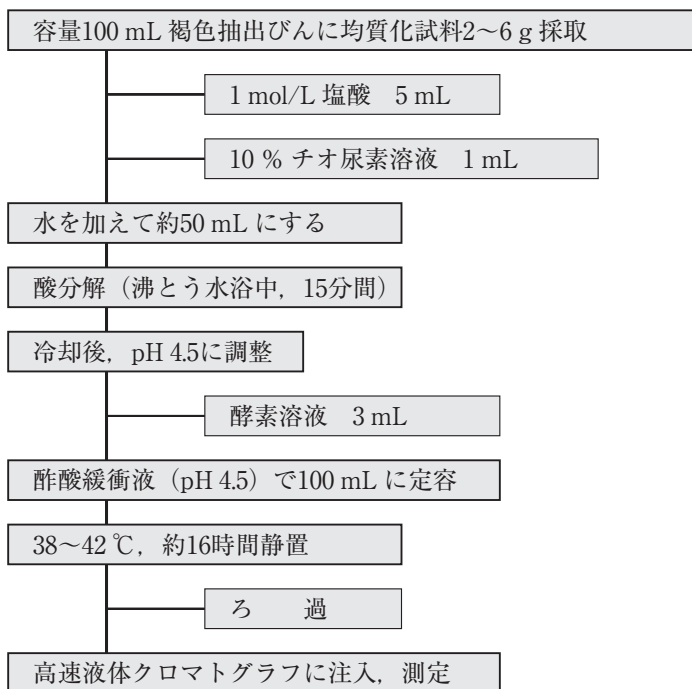 容量100 mL 褐色抽出びんに均質化試料2〜6 g 採取
1 mol/L 塩酸　5 mL
10 % チオ尿素溶液　1 mL
水を加えて約50 mL にする
酸分解（沸とう水浴中，15分間）
冷却後，pH 4.5に調整
酵素溶液　3 mL
酢酸緩衝液（pH 4.5）で100 mL に定容
38〜42 ℃，約16時間静置
ろ　　過
高速液体クロマトグラフに注入，測定